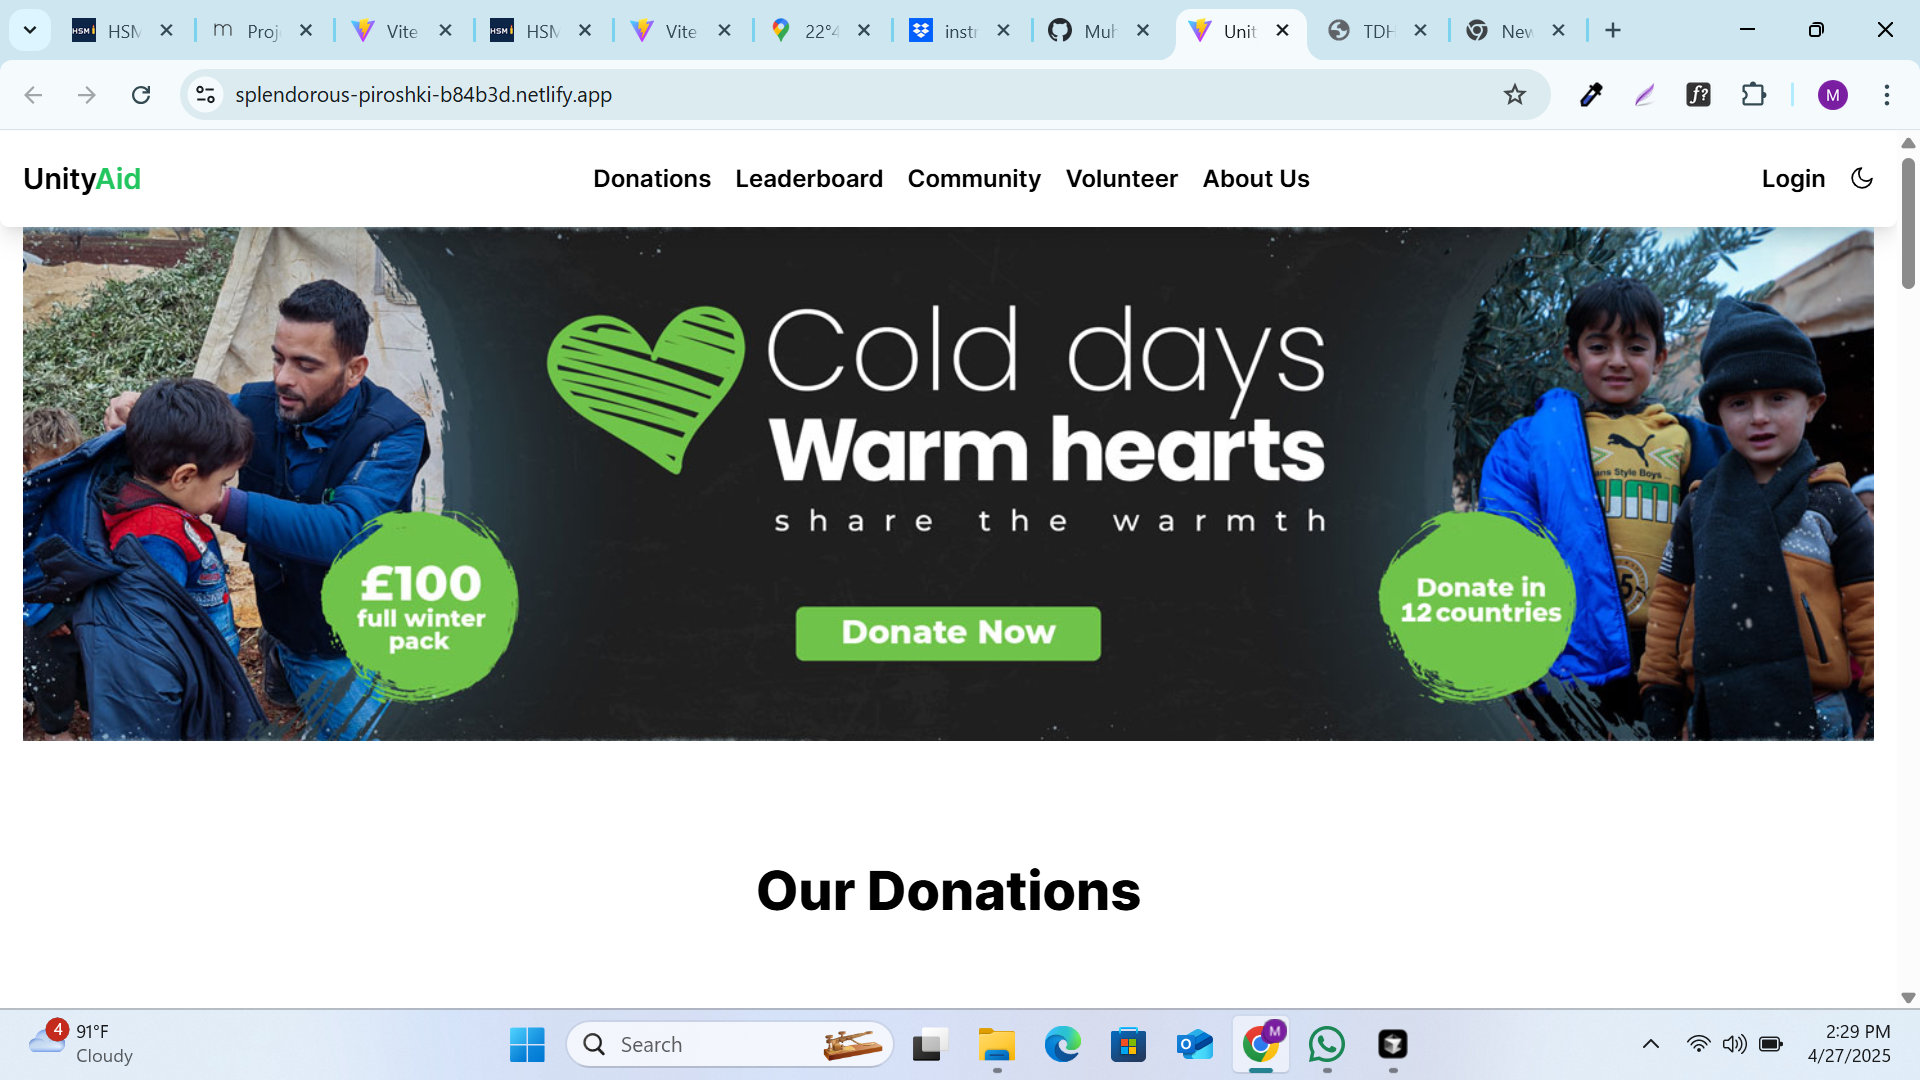 HSM
Proj
Vite
HSM
Vite
22°4
instr
Muh
Unit
TDH
New
splendorous-piroshki-b84b3d.netlify.app
M
UnityAid
Donations
Leaderboard
Community
Volunteer
About Us
Login
Cold days
Warm hearts
share the warmth
£100
full winter
pack
Donate Now
Donate in
12 countries
Our Donations
4
91°F
Cloudy
Search
M
2:29 PM
4/27/2025